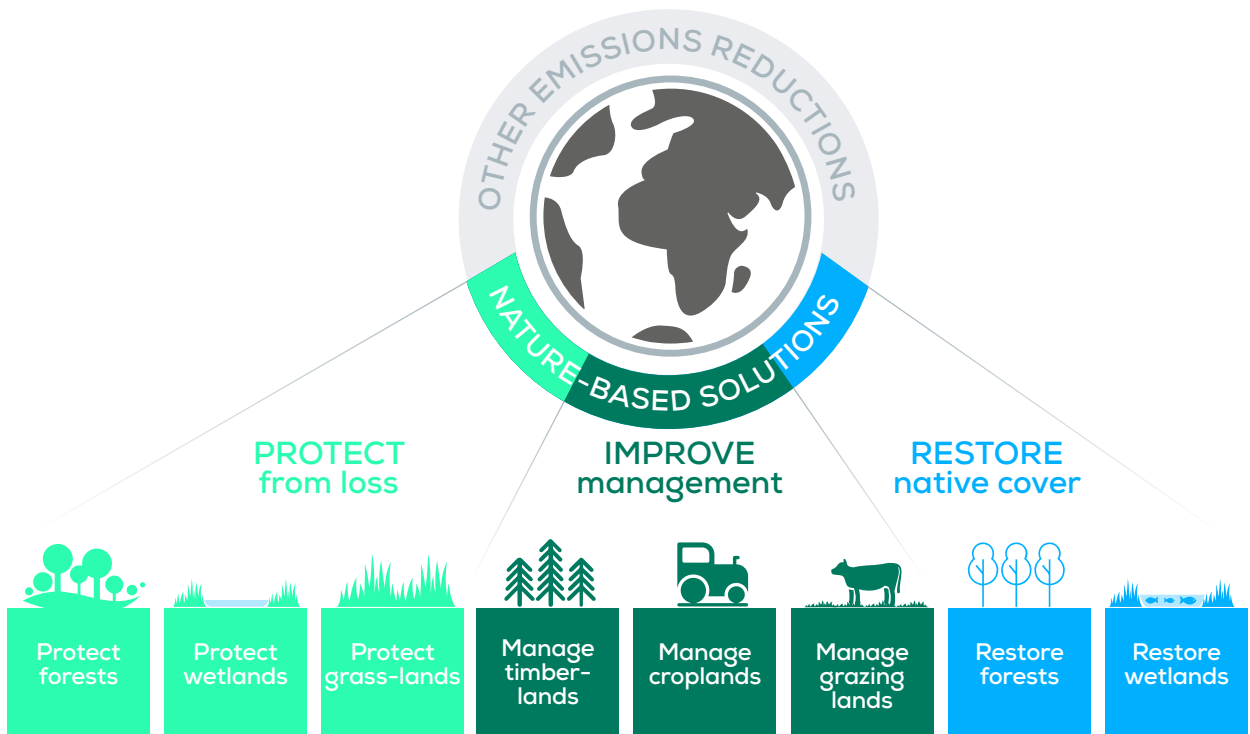 OTHER EMISSIONS REDUCTIONS
NATURE-BASED SOLUTIONS
PROTECT
from loss
IMPROVE
management
RESTORE
native cover
Protect
forests
Protect
wetlands
Protect
grass-lands
Manage
timber-
lands
Manage
croplands
Manage
grazing
lands
Restore
forests
Restore
wetlands